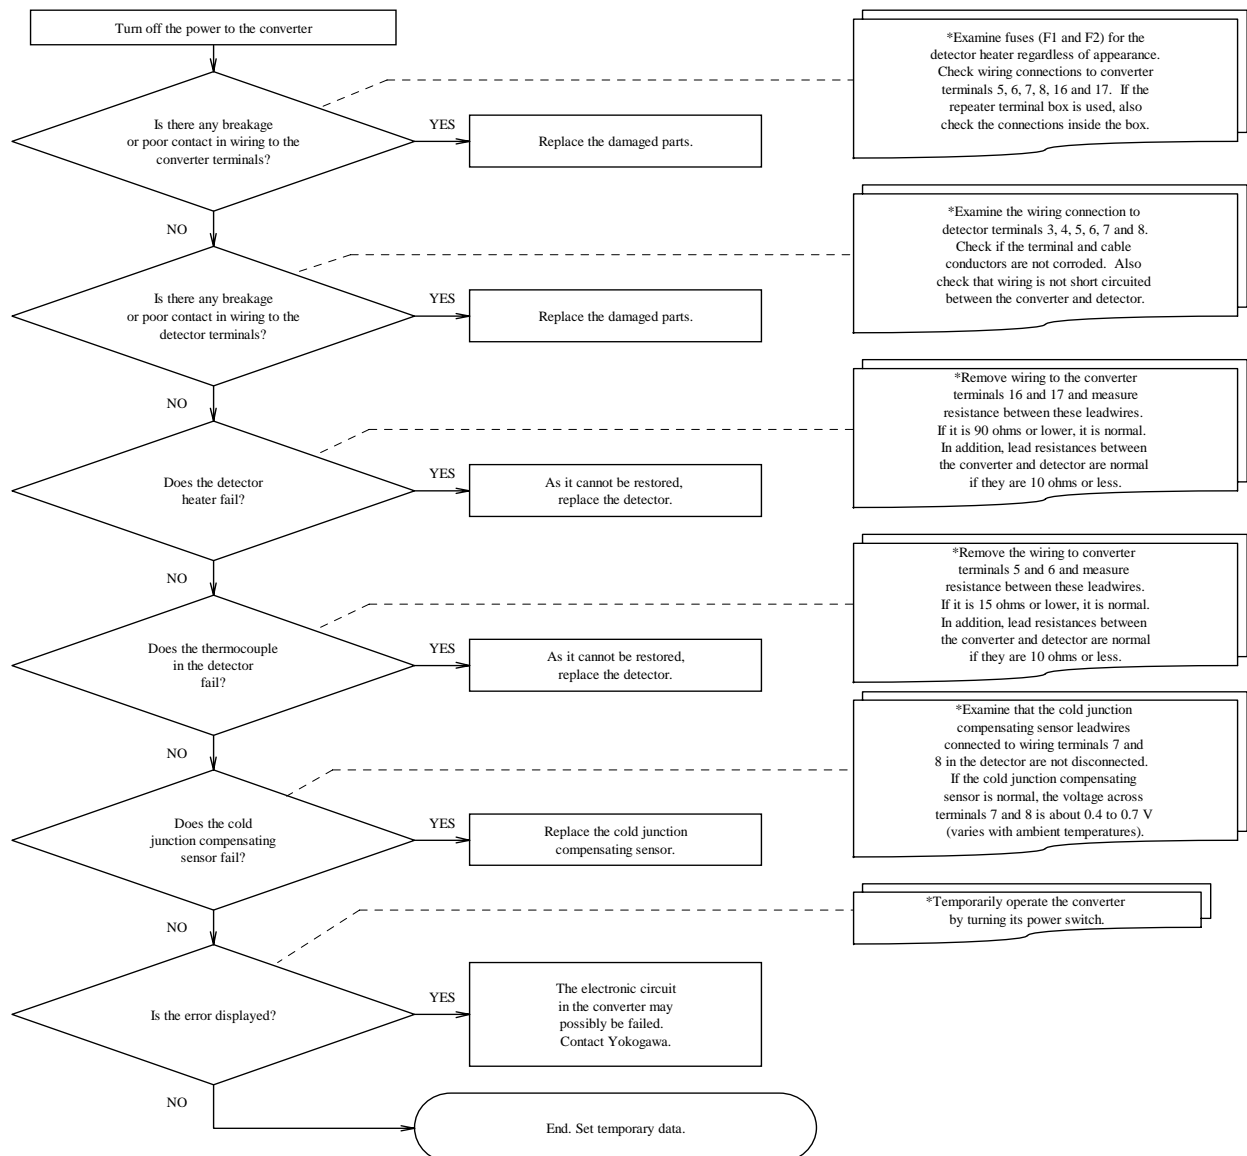 Turn off the power to the converter
*Examine fuses (F1 and F2) for the
detector heater regardless of appearance.
Check wiring connections to converter
terminals 5, 6, 7, 8, 16 and 17.  If the
repeater terminal box is used, also
check the connections inside the box.
Is there any breakage
or poor contact in wiring to the
converter terminals?
YES
Replace the damaged parts.
NO
*Examine the wiring connection to
detector terminals 3, 4, 5, 6, 7 and 8.
Check if the terminal and cable
conductors are not corroded.  Also
check that wiring is not short circuited
between the converter and detector.
Is there any breakage
or poor contact in wiring to the
detector terminals?
YES
Replace the damaged parts.
NO
*Remove wiring to the converter
terminals 16 and 17 and measure
resistance between these leadwires.
If it is 90 ohms or lower, it is normal.
In addition, lead resistances between
the converter and detector are normal
if they are 10 ohms or less.
Does the detector
heater fail?
YES
As it cannot be restored,
replace the detector.
NO
*Remove the wiring to converter
terminals 5 and 6 and measure
resistance between these leadwires.
If it is 15 ohms or lower, it is normal.
In addition, lead resistances between
the converter and detector are normal
if they are 10 ohms or less.
Does the thermocouple
in the detector
fail?
YES
As it cannot be restored,
replace the detector.
NO
*Examine that the cold junction
compensating sensor leadwires
connected to wiring terminals 7 and
8 in the detector are not disconnected.
If the cold junction compensating
sensor is normal, the voltage across
terminals 7 and 8 is about 0.4 to 0.7 V
(varies with ambient temperatures).
Does the cold
junction compensating
sensor fail?
YES
Replace the cold junction
compensating sensor.
NO
*Temporarily operate the converter
by turning its power switch.
Is the error displayed?
YES
The electronic circuit
in the converter may
possibly be failed.
Contact Yokogawa.
NO
End. Set temporary data.